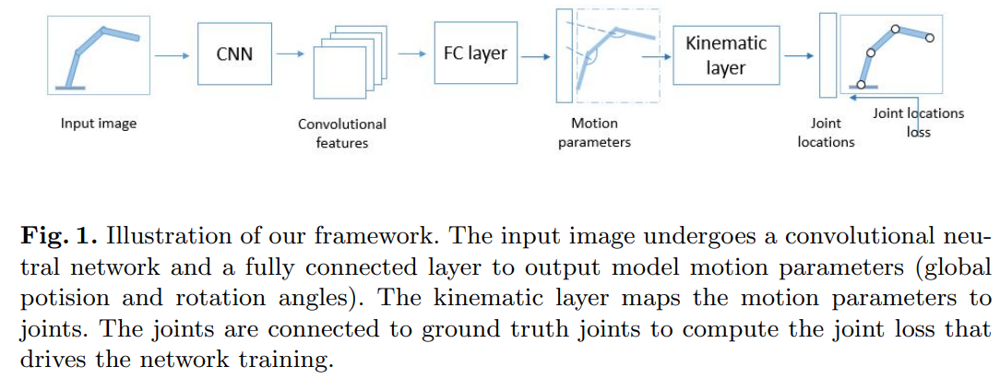 CNN
FC layer
Kinematic
layer
Input image
Convolutional
features
Motion
parameters
Joint
locations
Joint locations
loss
Fig. 1. Illustration of our framework. The input image undergoes a convolutional neu-
tral network and a fully connected layer to output model motion parameters (global
potision and rotation angles). The kinematic layer maps the motion parameters to
joints. The joints are connected to ground truth joints to compute the joint loss that
drives the network training.